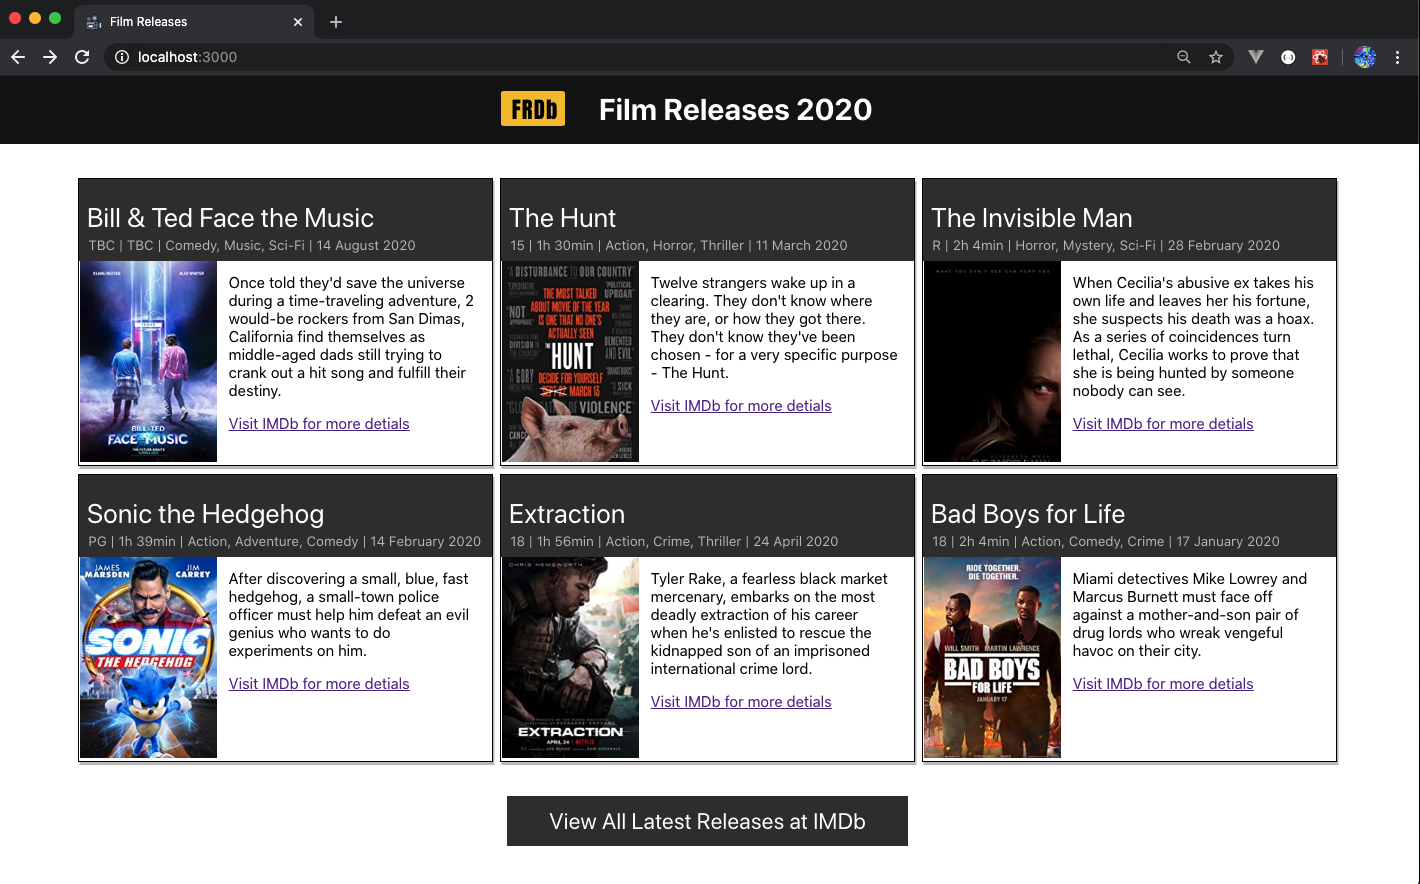 Film Releases
localhost:3000
FRDb
Film Releases 2020
Bill & Ted Face the Music
TBC | TBC | Comedy, Music, Sci-Fi | 14 August 2020
KEANU REEVES
ALEX WINTER
BILL & TED
FACE THE MUSIC
Once told they'd save the universe
during a time-traveling adventure, 2
would-be rockers from San Dimas,
California find themselves as
middle-aged dads still trying to
crank out a hit song and fulfill their
destiny.
Visit IMDb for more detials
The Hunt
15 | 1h 30min | Action, Horror, Thriller | 11 March 2020
"A DISTURBANCE TO OUR COUNTRY"
"POLITICAL
UPROAR"
THE MOST TALKED
ABOUT MOVIE OF THE YEAR
IS ONE THAT NO ONE'S
ACTUALLY SEEN
"NOT
APPROPRIATE"
DEMENTED
AND EVIL"
THE HUNT
DECIDE FOR YOURSELF
MARCH 13
"A GORY
"DANGEROUS"
"A SICK
VIOLENCE"
Twelve strangers wake up in a
clearing. They don't know where
they are, or how they got there.
They don't know they've been
chosen - for a very specific purpose
- The Hunt.
Visit IMDb for more detials
The Invisible Man
R | 2h 4min | Horror, Mystery, Sci-Fi | 28 February 2020
WHAT YOU CAN'T SEE CAN HURT YOU
When Cecilia's abusive ex takes his
own life and leaves her his fortune,
she suspects his death was a hoax.
As a series of coincidences turn
lethal, Cecilia works to prove that
she is being hunted by someone
nobody can see.
Visit IMDb for more detials
Sonic the Hedgehog
PG | 1h 39min | Action, Adventure, Comedy | 14 February 2020
JAMES
MARSDEN
JIM
CARREY
SONIC
THE HEDGEHOG
After discovering a small, blue, fast
hedgehog, a small-town police
officer must help him defeat an evil
genius who wants to do
experiments on him.
Visit IMDb for more detials
Extraction
18 | 1h 56min | Action, Crime, Thriller | 24 April 2020
CHRIS HEMSWORTH
EXTRACTION
APRIL 24 | NETFLIX
Tyler Rake, a fearless black market
mercenary, embarks on the most
deadly extraction of his career
when he's enlisted to rescue the
kidnapped son of an imprisoned
international crime lord.
Visit IMDb for more detials
Bad Boys for Life
18 | 2h 4min | Action, Comedy, Crime | 17 January 2020
RIDE TOGETHER.
DIE TOGETHER.
WILL SMITH MARTIN LAWRENCE
BAD BOYS
FOR LIFE
JANUARY 17
Miami detectives Mike Lowrey and
Marcus Burnett must face off
against a mother-and-son pair of
drug lords who wreak vengeful
havoc on their city.
Visit IMDb for more detials
View All Latest Releases at IMDb